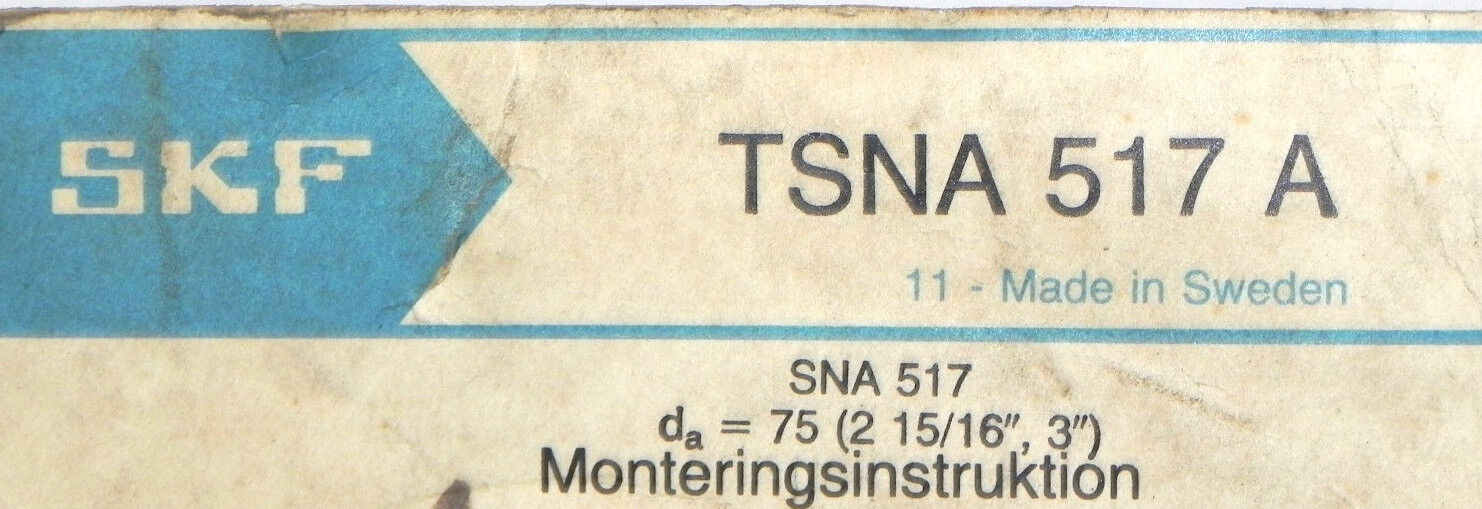 SKF
TSNA 517 A
11 - Made in Sweden
SNA 517
dₐ = 75 (2 15/16″, 3″)
Monteringsinstruktion